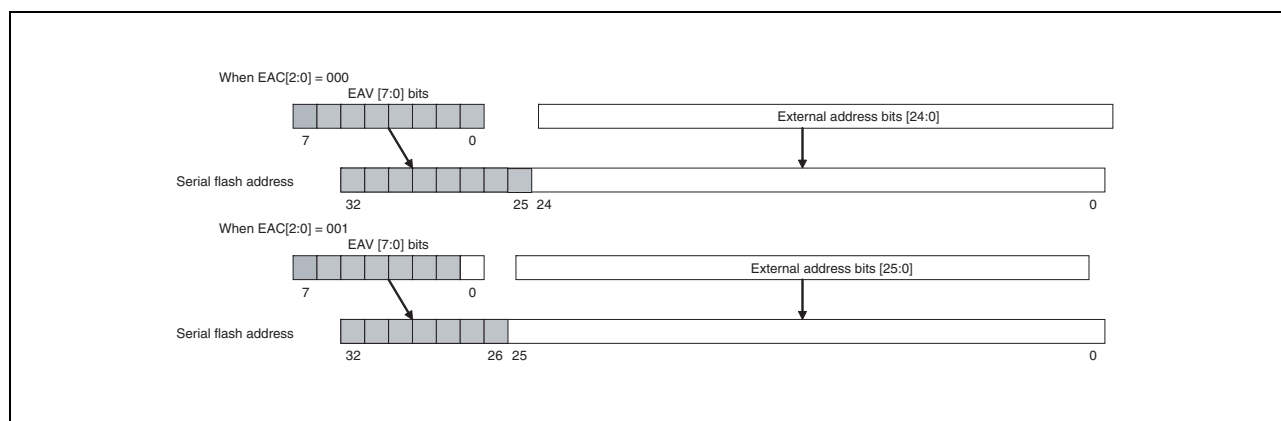 When EAC[2:0] = 000
EAV [7:0] bits
External address bits [24:0]
7 0
Serial flash address
32 25 24 0
When EAC[2:0] = 001
EAV [7:0] bits
External address bits [25:0]
7 0
Serial flash address
32 26 25 0